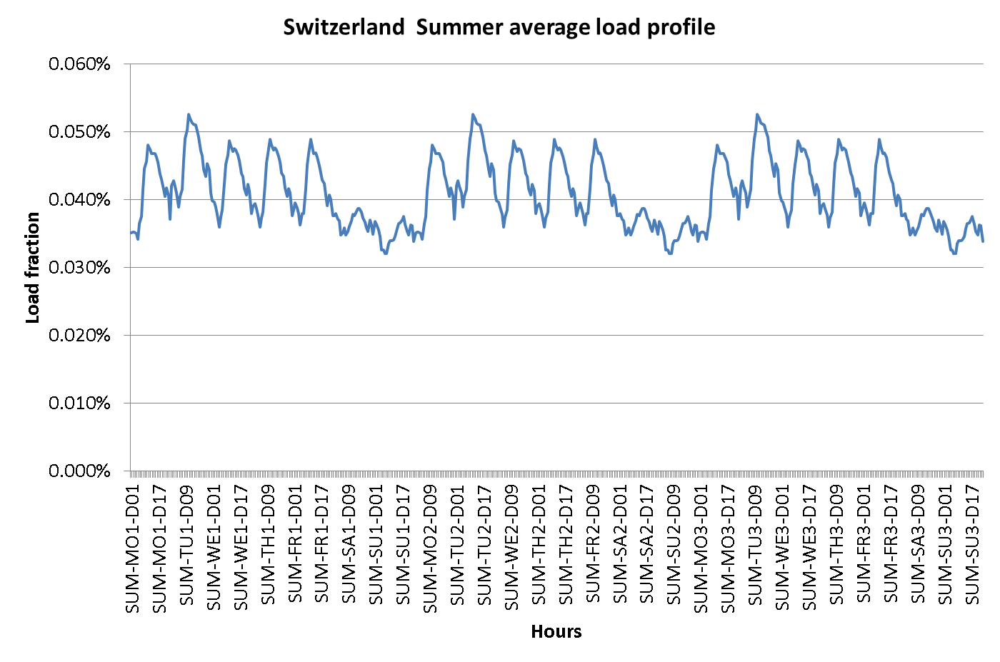 Switzerland  Summer average load profile
0.060%
0.050%
0.040%
0.030%
0.020%
0.010%
0.000%
Load fraction
SUM-MO1-D01
SUM-MO1-D17
SUM-TU1-D09
SUM-WE1-D01
SUM-WE1-D17
SUM-TH1-D09
SUM-FR1-D01
SUM-FR1-D17
SUM-SA1-D09
SUM-SU1-D01
SUM-SU1-D17
SUM-MO2-D09
SUM-TU2-D01
SUM-TU2-D17
SUM-WE2-D09
SUM-TH2-D01
SUM-TH2-D17
SUM-FR2-D09
SUM-SA2-D01
SUM-SA2-D17
SUM-SU2-D09
SUM-MO3-D01
SUM-MO3-D17
SUM-TU3-D09
SUM-WE3-D01
SUM-WE3-D17
SUM-TH3-D09
SUM-FR3-D01
SUM-FR3-D17
SUM-SA3-D09
SUM-SU3-D01
SUM-SU3-D17
Hours